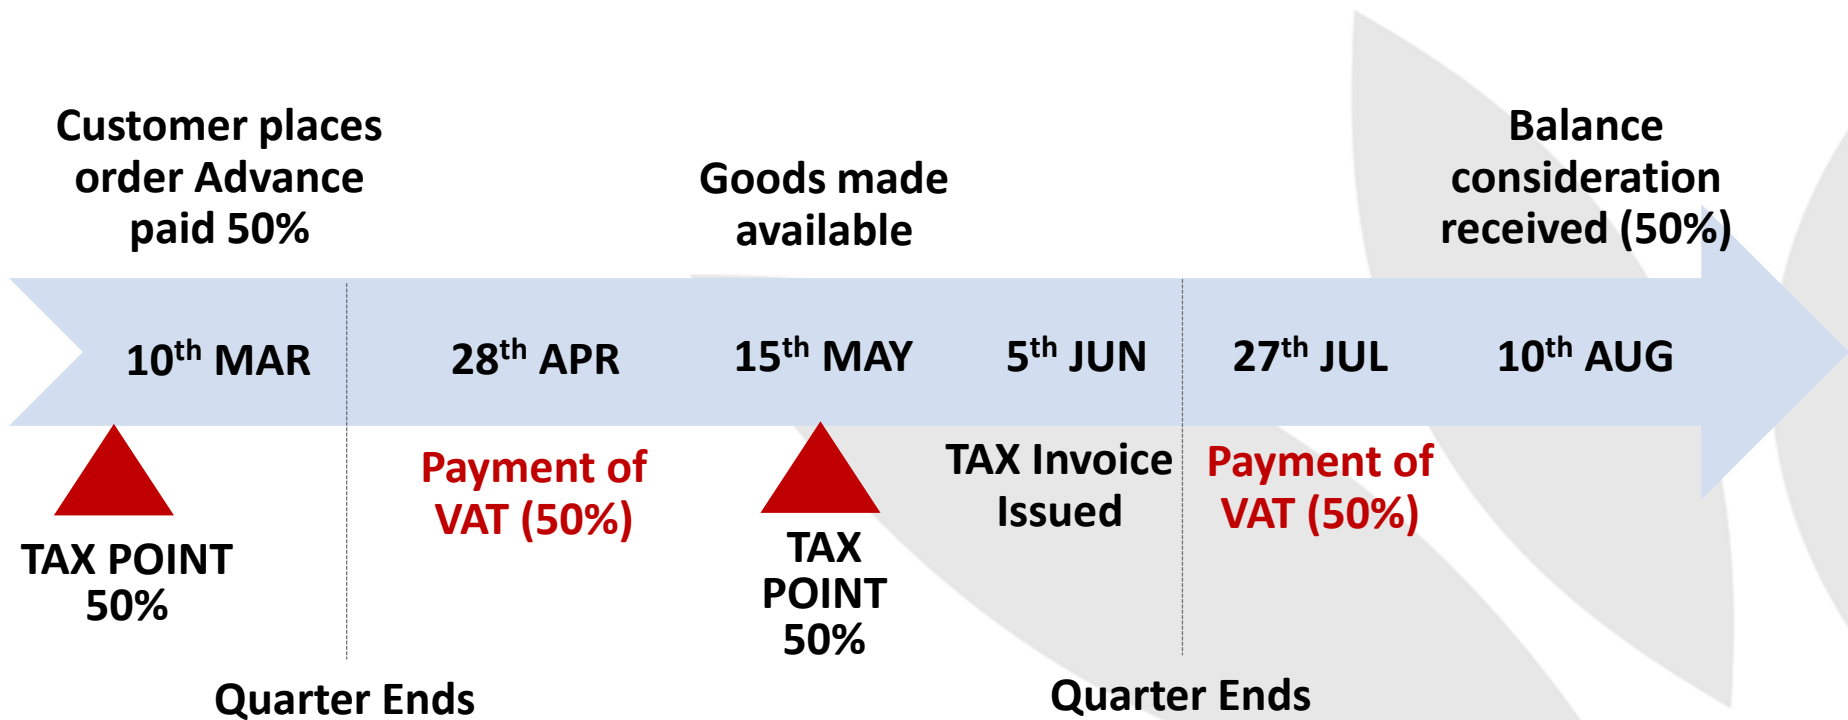 Customer places
order Advance
paid 50%
Goods made
available
Balance
consideration
received (50%)
10th MAR
28th APR
15th MAY
5th JUN
27th JUL
10th AUG
TAX POINT
50%
Payment of
VAT (50%)
TAX
POINT
50%
TAX Invoice
Issued
Payment of
VAT (50%)
Quarter Ends
Quarter Ends